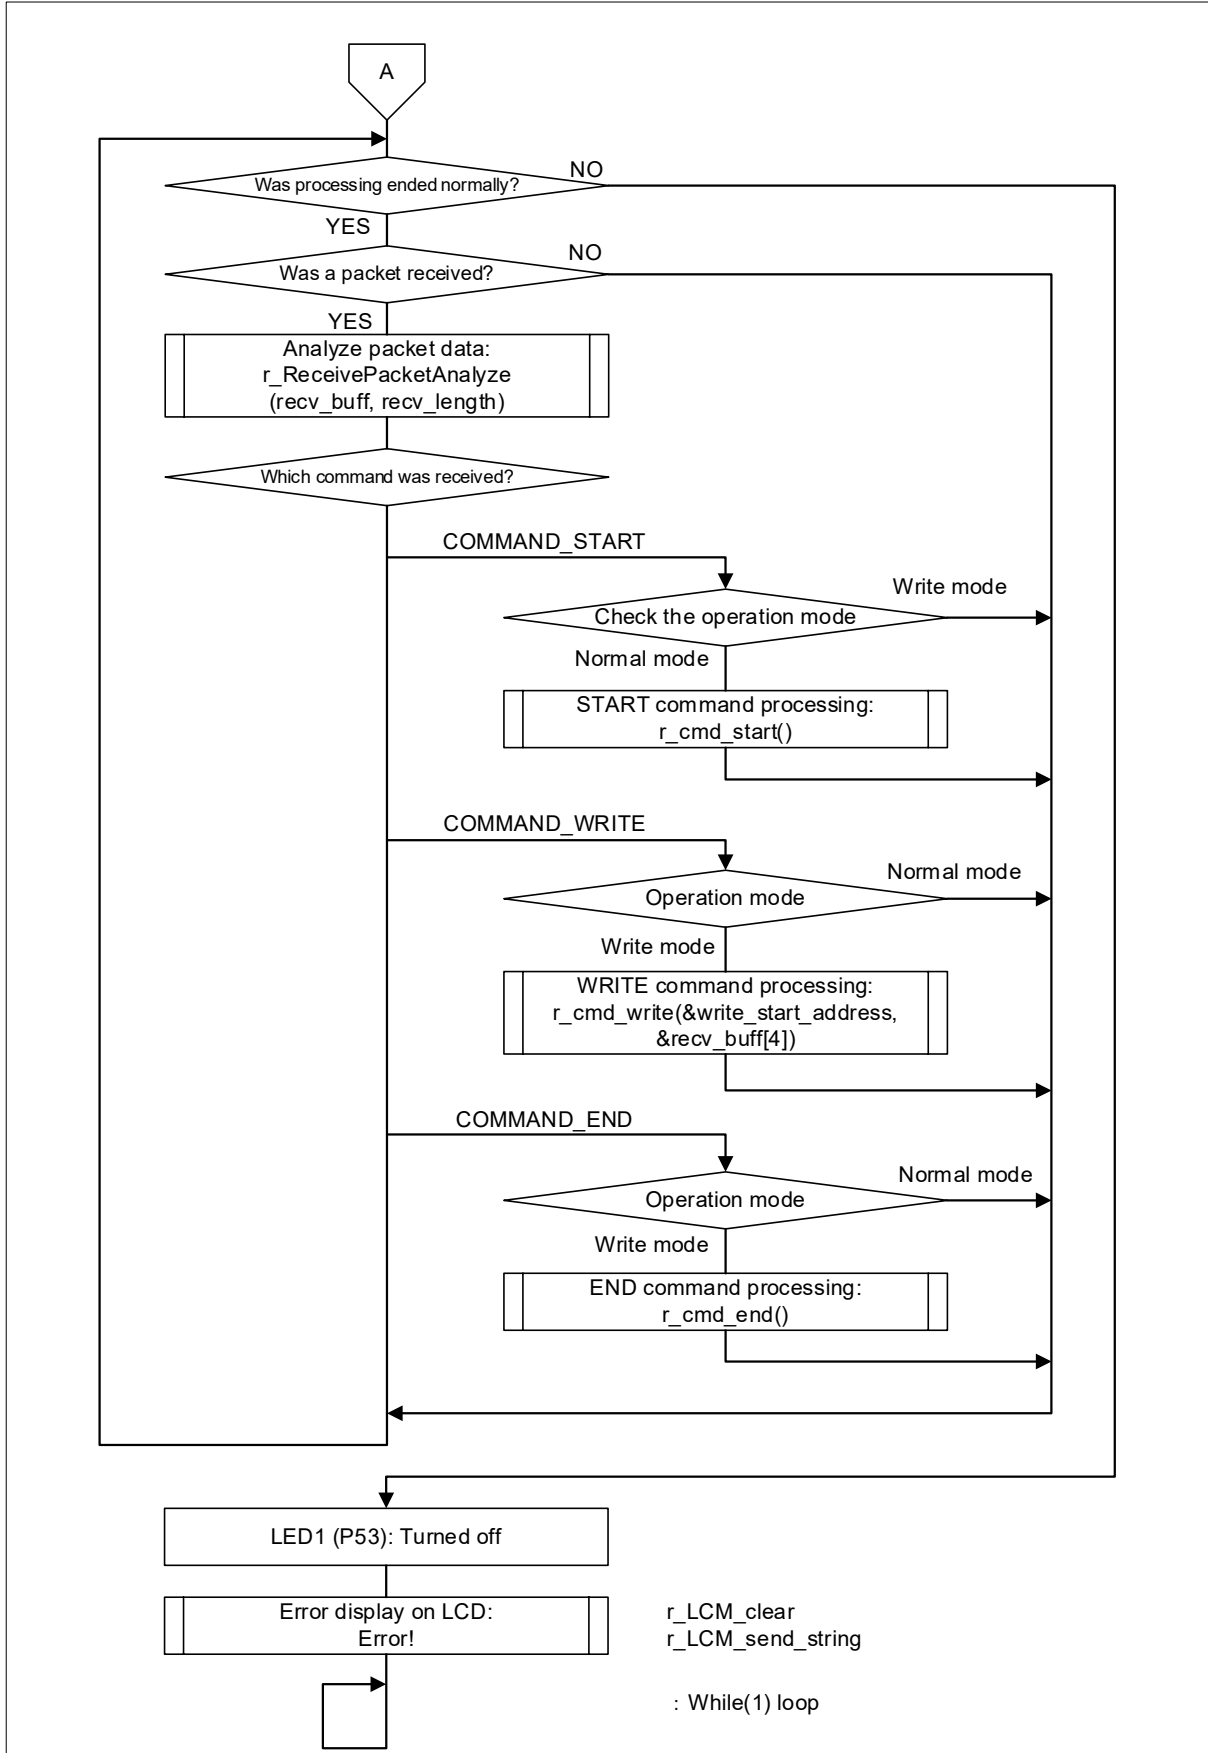 A
Was processing ended normally?
NO
YES
Was a packet received?
NO
YES
Analyze packet data:
r_ReceivePacketAnalyze
(recv_buff, recv_length)
Which command was received?
COMMAND_START
Write mode
Check the operation mode
Normal mode
START command processing:
r_cmd_start()
COMMAND_WRITE
Normal mode
Operation mode
Write mode
WRITE command processing:
r_cmd_write(&write_start_address,
&recv_buff[4])
COMMAND_END
Normal mode
Operation mode
Write mode
END command processing:
r_cmd_end()
LED1 (P53): Turned off
Error display on LCD:
Error!
r_LCM_clear
r_LCM_send_string
: While(1) loop